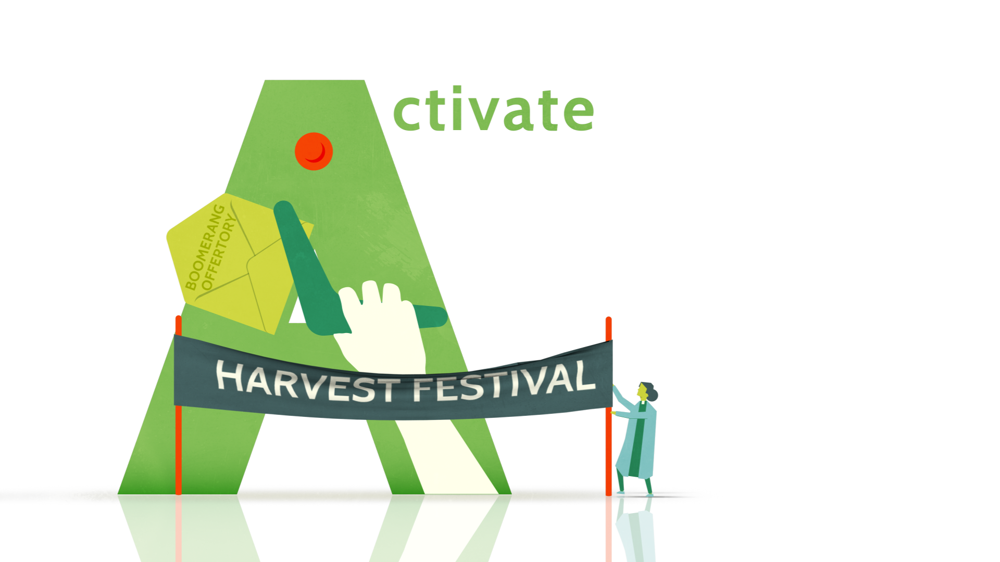 Activate
BOOMERANG
OFFERTORY
HARVEST FESTIVAL